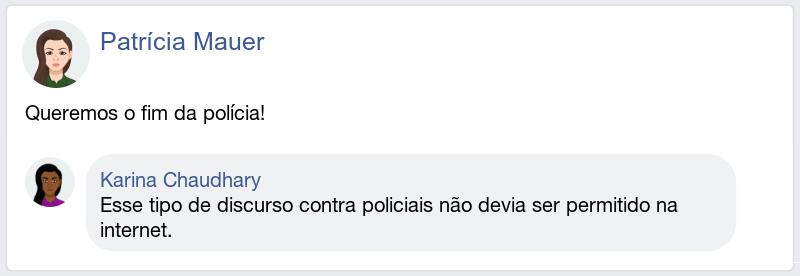 Patrícia Mauer
Queremos o fim da polícia!
Karina Chaudhary
Esse tipo de discurso contra policiais não devia ser permitido na
internet.